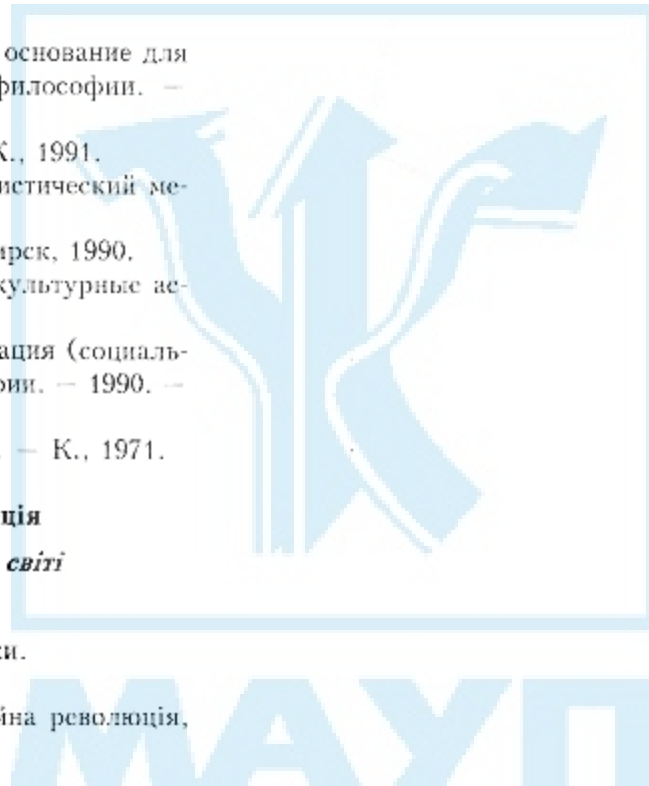 основание для
философии. —
К., 1991.
истический ме-
ирск, 1990.
культурные ас-
ация (социаль-
рии. — 1990. —
. — К., 1971.
ція
світі
ки.
йна революція,
МАУП